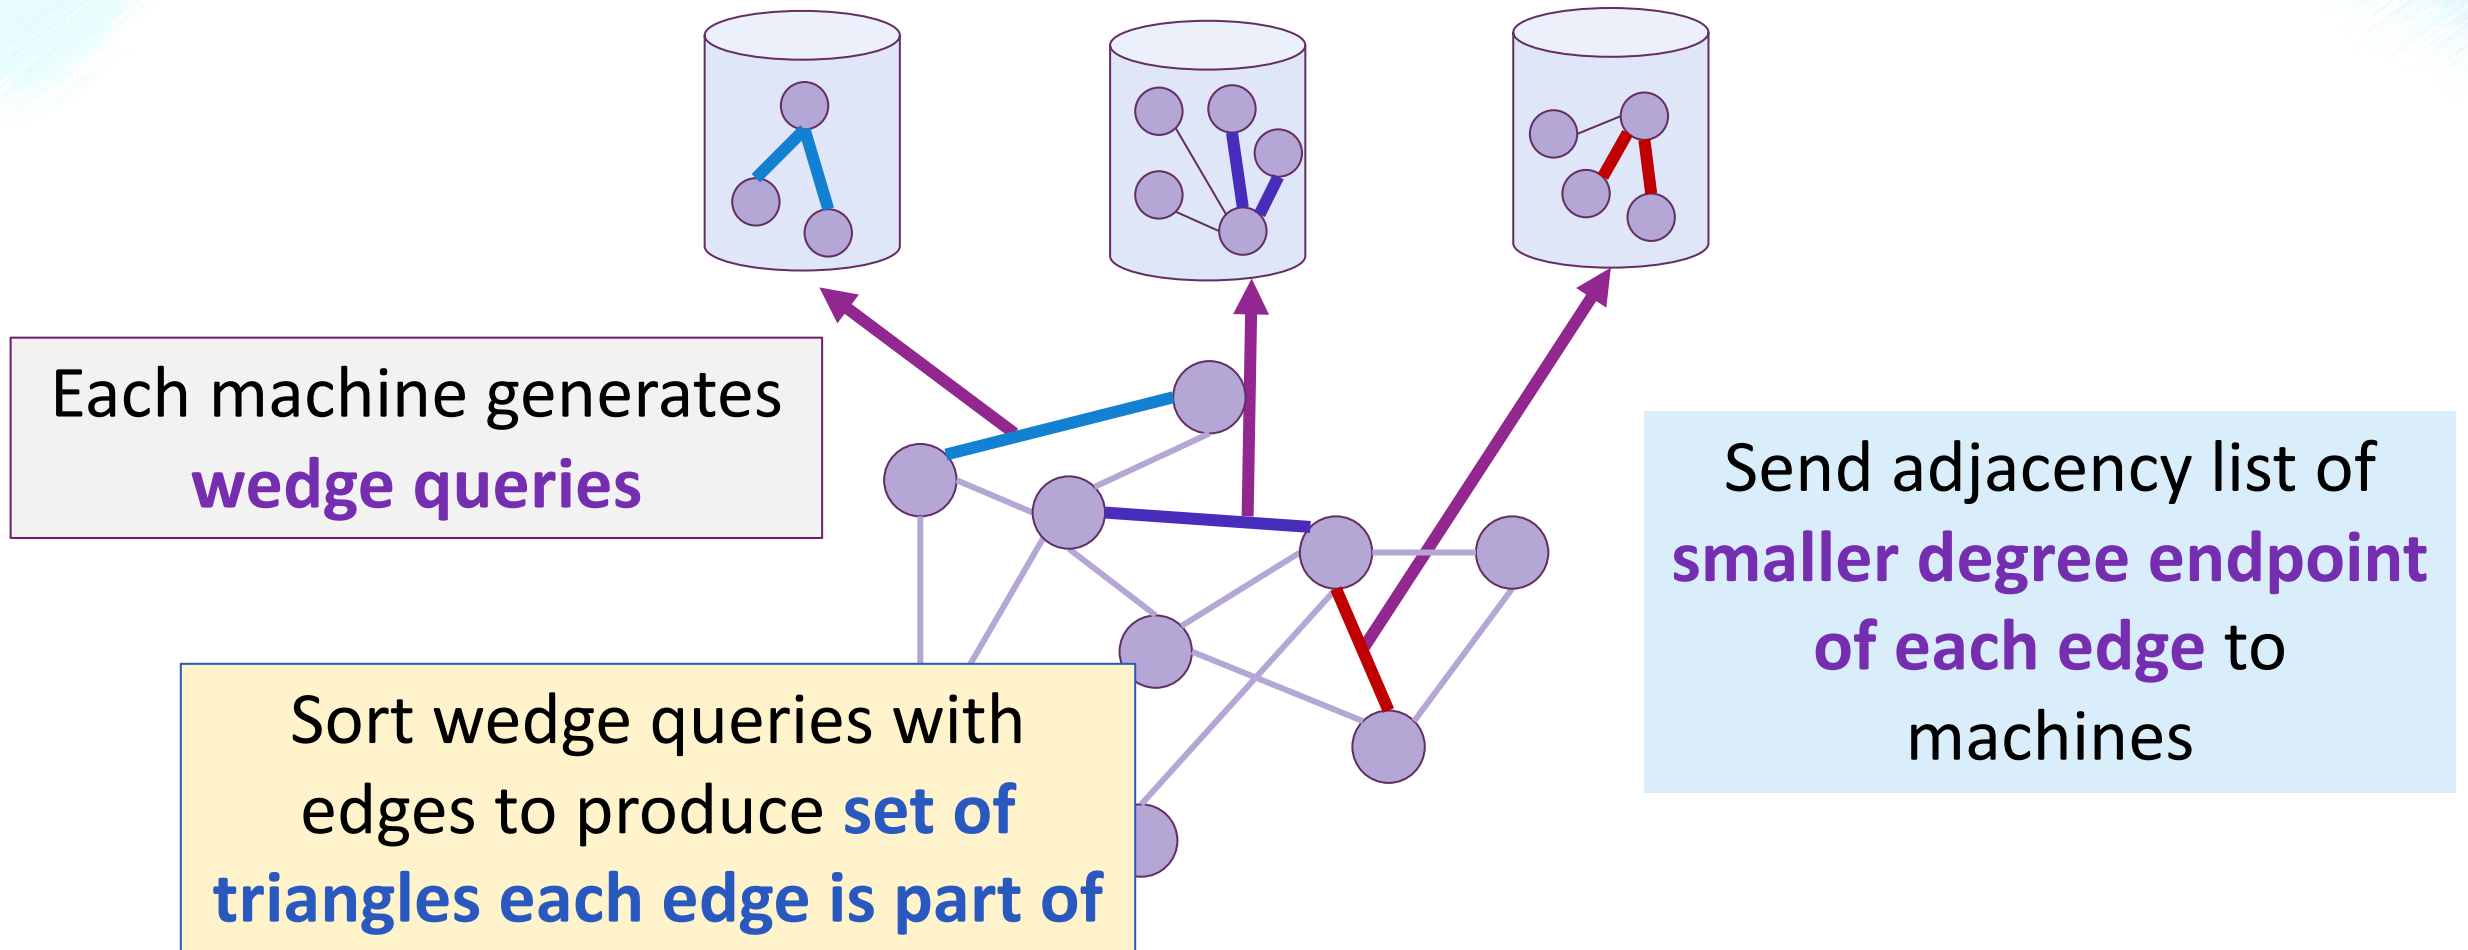 Each machine generates
wedge queries
Send adjacency list of
smaller degree endpoint
of each edge to
machines
Sort wedge queries with
edges to produce set of
triangles each edge is part of